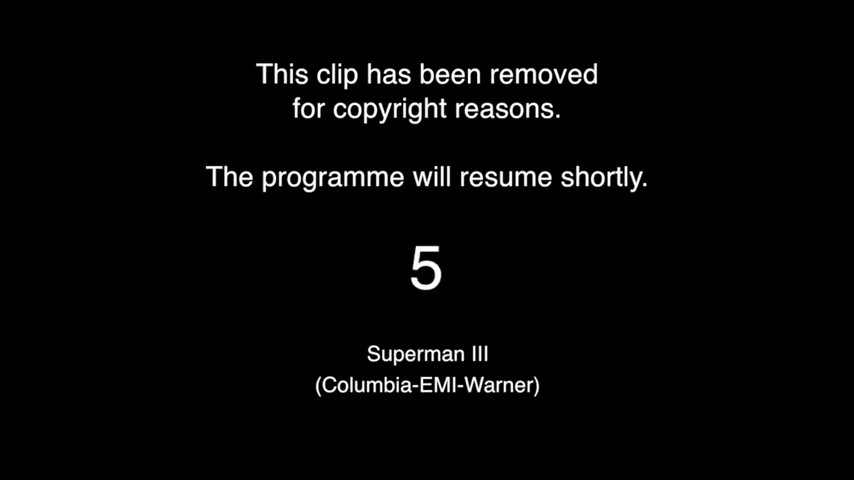 This clip has been removed
for copyright reasons.
The programme will resume shortly.
5
Superman III
(Columbia-EMI-Warner)